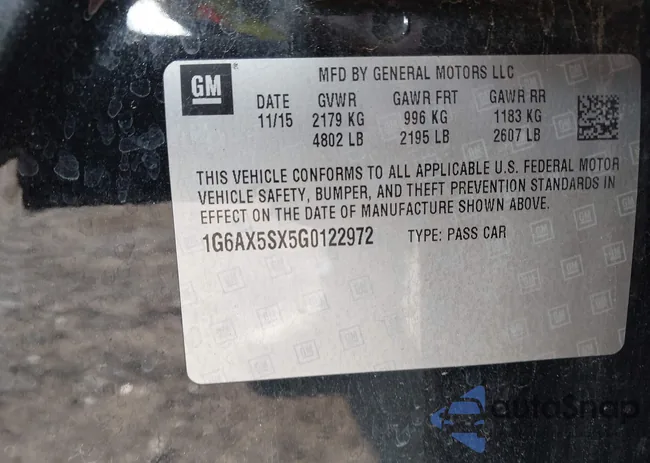 GM
MFD BY GENERAL MOTORS LLC
DATE GVWR GAWR FRT GAWR RR
11/15 2179 KG 996 KG 1183 KG
4802 LB 2195 LB 2607 LB
THIS VEHICLE CONFORMS TO ALL APPLICABLE U.S. FEDERAL MOTOR
VEHICLE SAFETY, BUMPER, AND THEFT PREVENTION STANDARDS IN
EFFECT ON THE DATE OF MANUFACTURE SHOWN ABOVE.
1G6AX5SX5G0122972 TYPE: PASS CAR
autoSnap